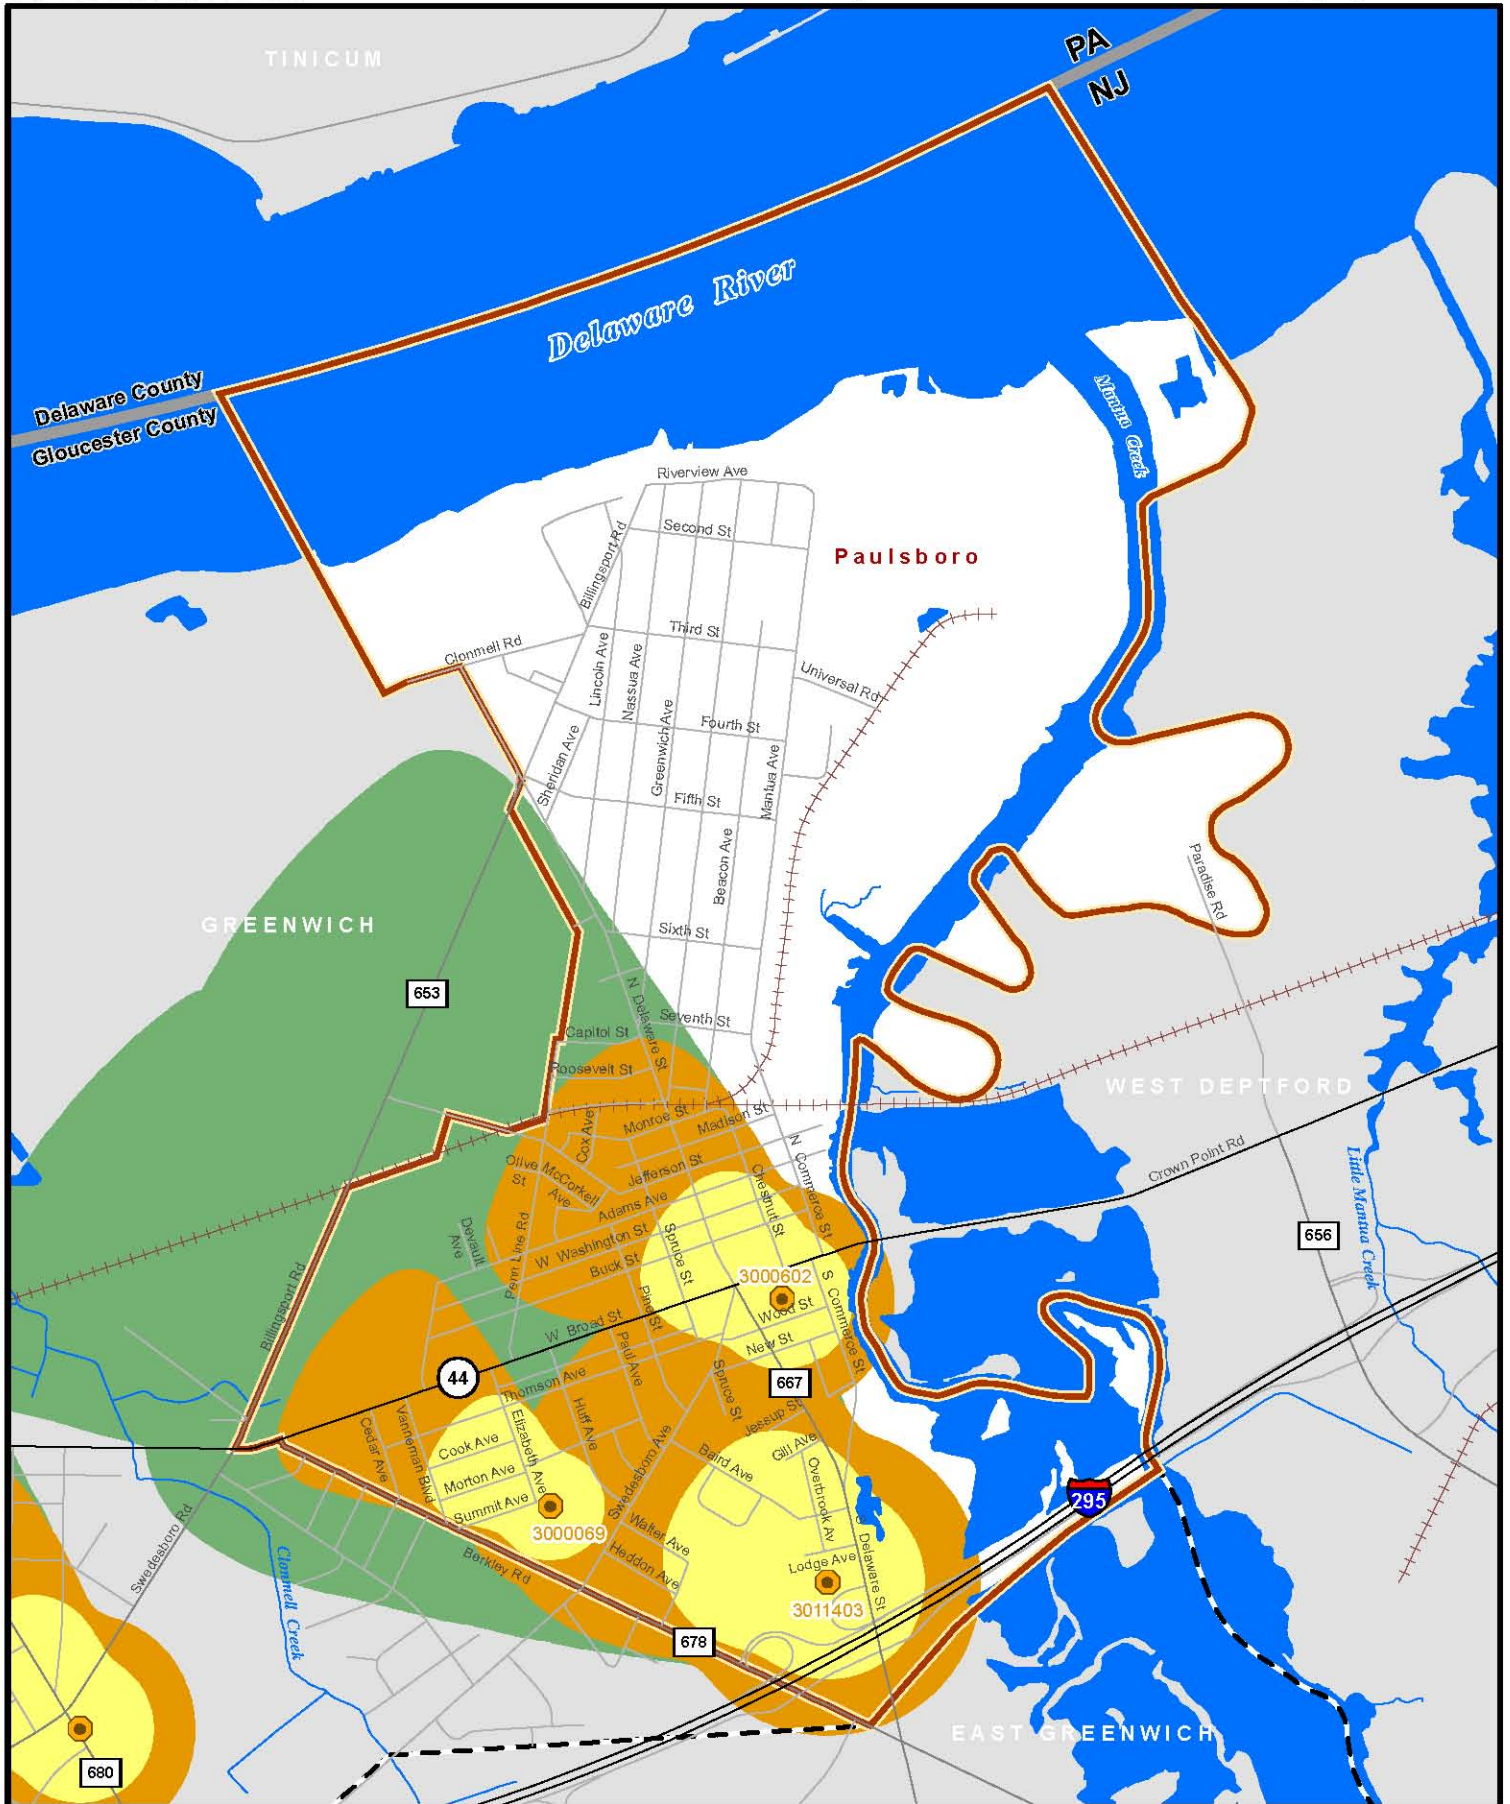 TINICUM
PA
NJ
Delaware River
Delaware County
Gloucester County
Mantua Creek
Riverview Ave
Second St
Billingsport Rd
Paulsboro
Third St
Clonmell Rd
Lincoln Ave
Nassua Ave
Universal Rd
Greenwich Ave
Fourth St
Sheridan Ave
Mantua Ave
Fifth St
Beacon Ave
Paradise Rd
GREENWICH
Sixth St
653
N Delaware St
Seventh St
Capitol St
Roosevelt St
WEST DEPTFORD
Monroe St
Madison St
Cox Ave
N Commerce St
Crown Point Rd
Olive St
McCorkell Ave
Jefferson St
Chestnut St
Adams Ave
Little Mantua Creek
Devault Ave
Penn Line Rd
W Washington St
Spruce St
Buck St
656
3000602
S Commerce St
Pine St
Wood St
Billingsport Rd
W Broad St
New St
Paul Ave
44
Thomson Ave
667
Spruce St
Huff Ave
Jessup St
Cedar Ave
Vanneman Blvd
Elizabeth Ave
Cook Ave
Gill Ave
Baird Ave
Swedesboro Ave
Morton Ave
Overbrook Av
Summit Ave
295
3000069
Walter Ave
S Delaware St
Swedesboro Rd
Clonmell Creek
Berkley Rd
Heddon Ave
Lodge Ave
3011403
678
EAST GREENWICH
680